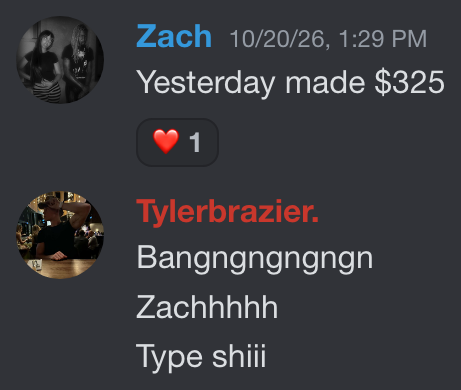 Zach 10/20/26, 1:29 PM
Yesterday made $325
❤️ 1
Tylerbrazier.
Bangngngngngn
Zachhhhh
Type shiii